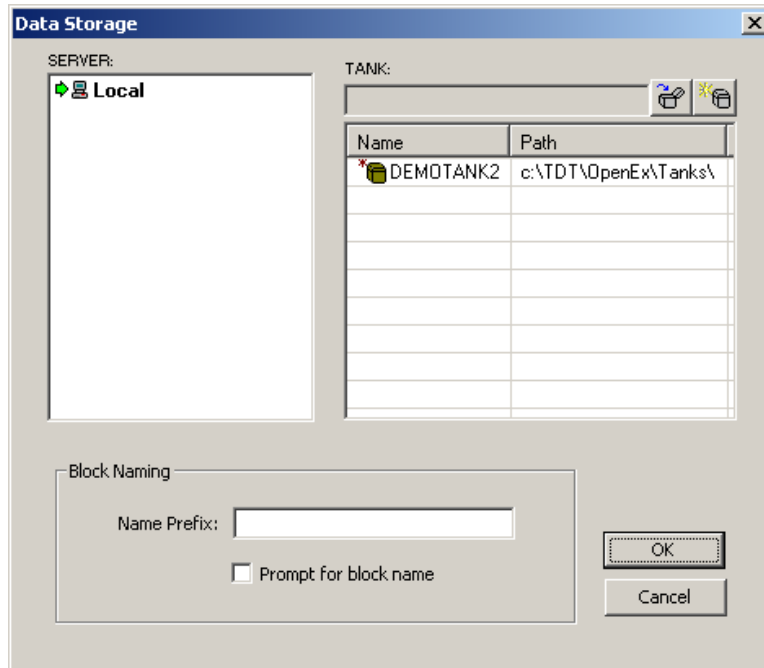 Data Storage
SERVER:
Local
TANK:
Name Path
DEMOTANK2 c:\TDT\OpenEx\Tanks\
Block Naming
Name Prefix:
Prompt for block name
OK
Cancel